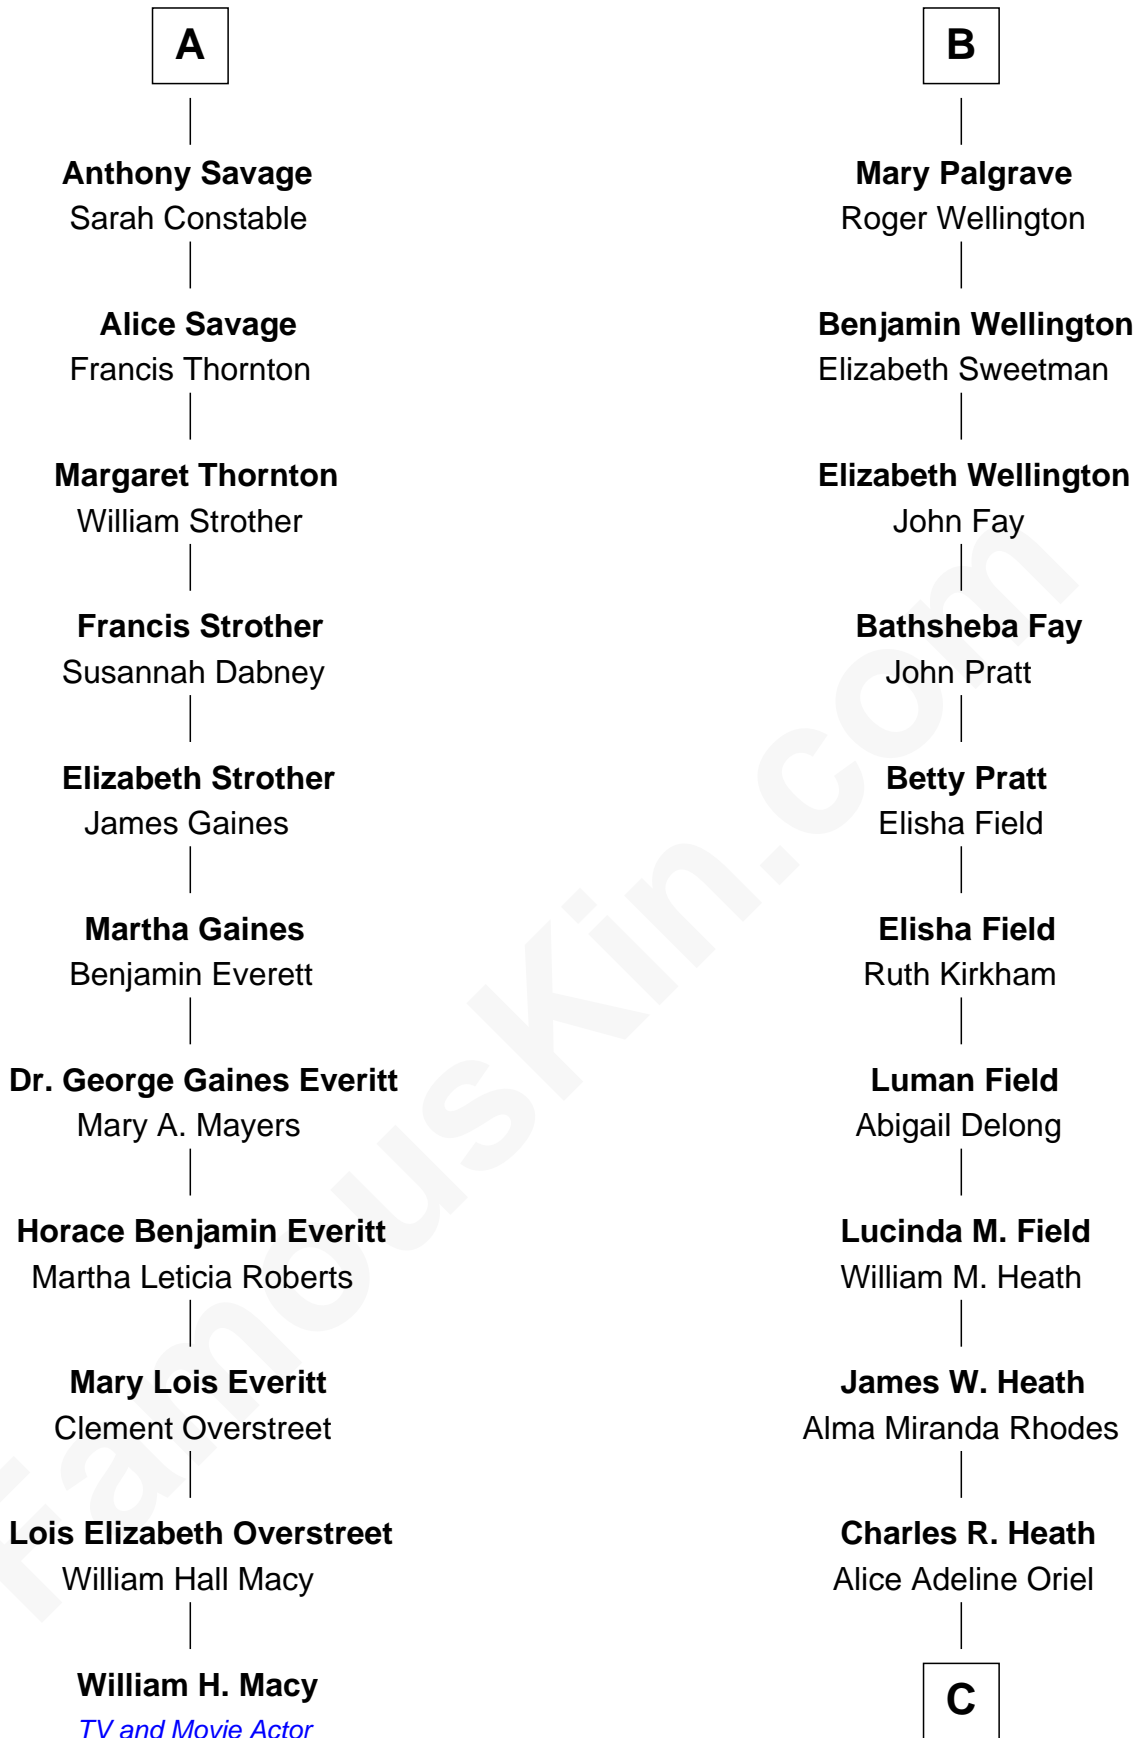 A
Anthony Savage
Sarah Constable
Alice Savage
Francis Thornton
Margaret Thornton
William Strother
Francis Strother
Susannah Dabney
Elizabeth Strother
James Gaines
Martha Gaines
Benjamin Everett
Dr. George Gaines Everitt
Mary A. Mayers
Horace Benjamin Everitt
Martha Leticia Roberts
Mary Lois Everitt
Clement Overstreet
Lois Elizabeth Overstreet
William Hall Macy
William H. Macy
TV and Movie Actor
B
Mary Palgrave
Roger Wellington
Benjamin Wellington
Elizabeth Sweetman
Elizabeth Wellington
John Fay
Bathsheba Fay
John Pratt
Betty Pratt
Elisha Field
Elisha Field
Ruth Kirkham
Luman Field
Abigail Delong
Lucinda M. Field
William M. Heath
James W. Heath
Alma Miranda Rhodes
Charles R. Heath
Alice Adeline Oriel
C
FamousKin.com